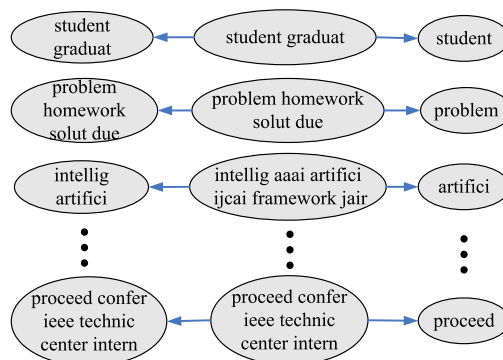 student
graduat
student graduat
student
problem
homework
solut due
problem homework
solut due
problem
intellig
artifici
intellig aaai artifici
ijcai framework jair
artifici
proceed confer
ieee technic
center intern
proceed confer
ieee technic
center intern
proceed